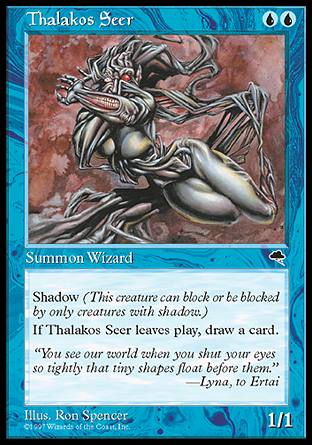 Thalakos Seer
Summon Wizard
Shadow (This creature can block or be blocked
by only creatures with shadow.)
If Thalakos Seer leaves play, draw a card.
“You see our world when you shut your eyes
so tightly that tiny shapes float before them.”
—Lyna, to Ertai
Illus. Ron Spencer
©1997 Wizards of the Coast, Inc.
1/1